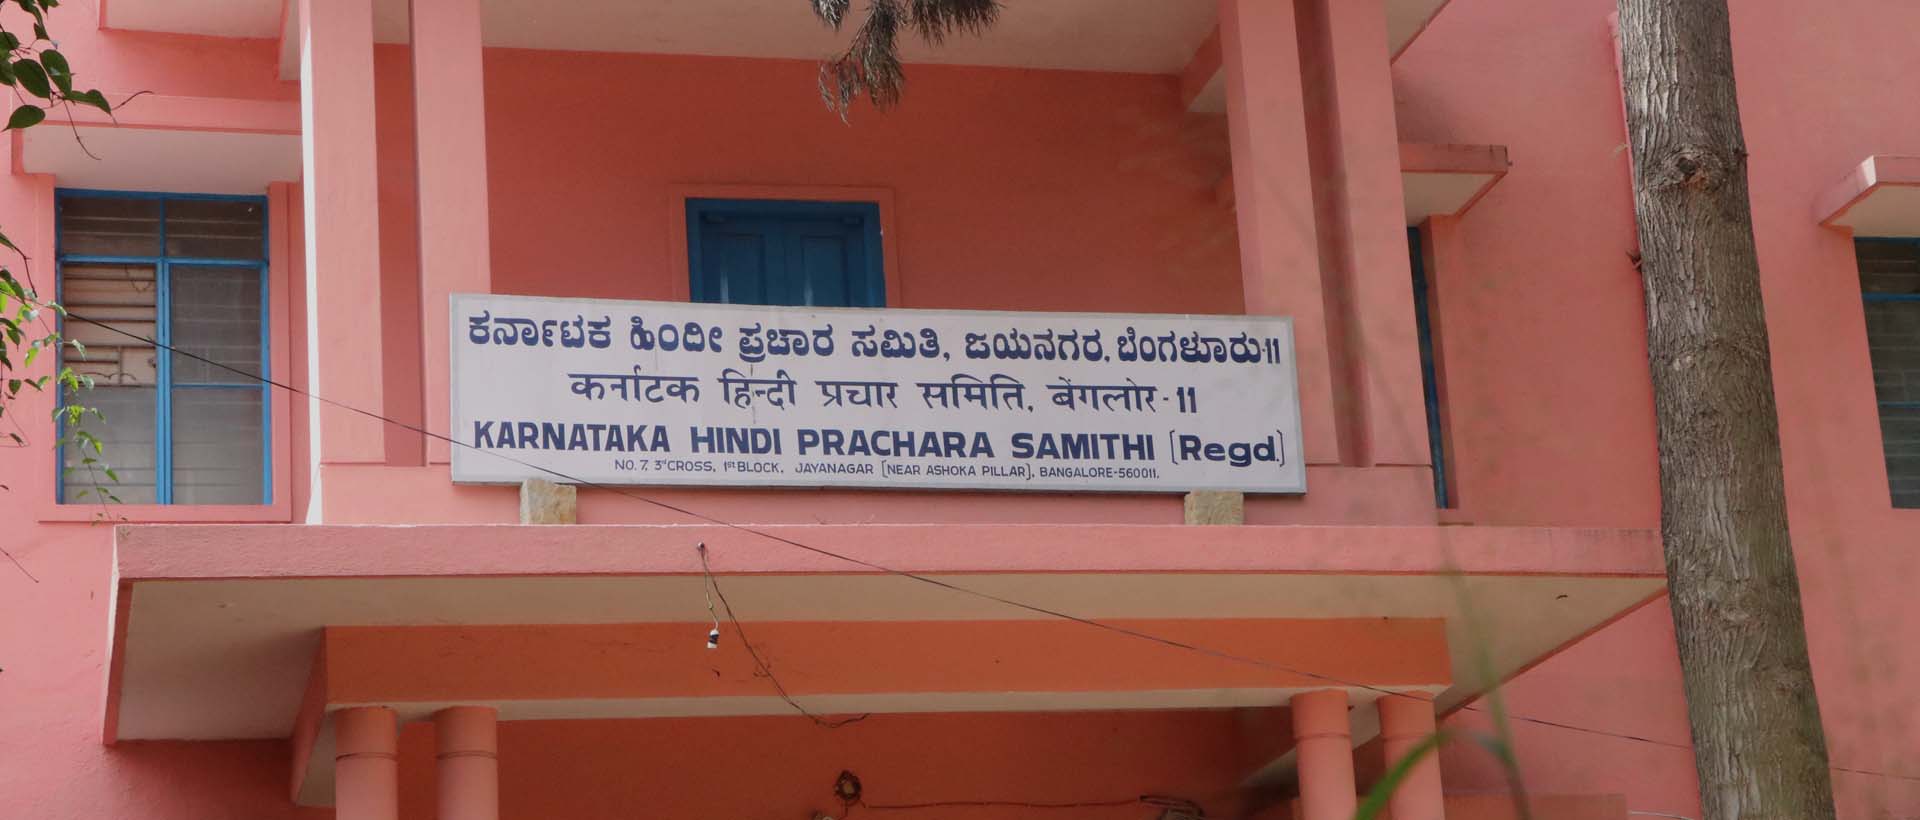 ಕರ್ನಾಟಕ ಹಿಂದೀ ಪ್ರಚಾರ ಸಮಿತಿ, ಜಯನಗರ, ಬೆಂಗಳೂರು-11
कर्नाटक हिन्दी प्रचार समिति, बेंगलोर - 11
KARNATAKA HINDI PRACHARA SAMITHI [Regd.]
NO. 7, 3rd CROSS, 1st BLOCK, JAYANAGAR [NEAR ASHOKA PILLAR], BANGALORE-560011.